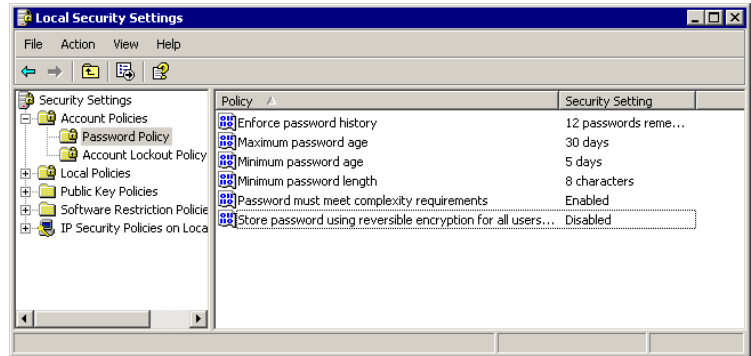 Local Security Settings
File Action View Help
Security Settings
Account Policies
Password Policy
Account Lockout Policy
Local Policies
Public Key Policies
Software Restriction Policie
IP Security Policies on Loca
Policy Security Setting
Enforce password history 12 passwords reme...
Maximum password age 30 days
Minimum password age 5 days
Minimum password length 8 characters
Password must meet complexity requirements Enabled
Store password using reversible encryption for all users... Disabled